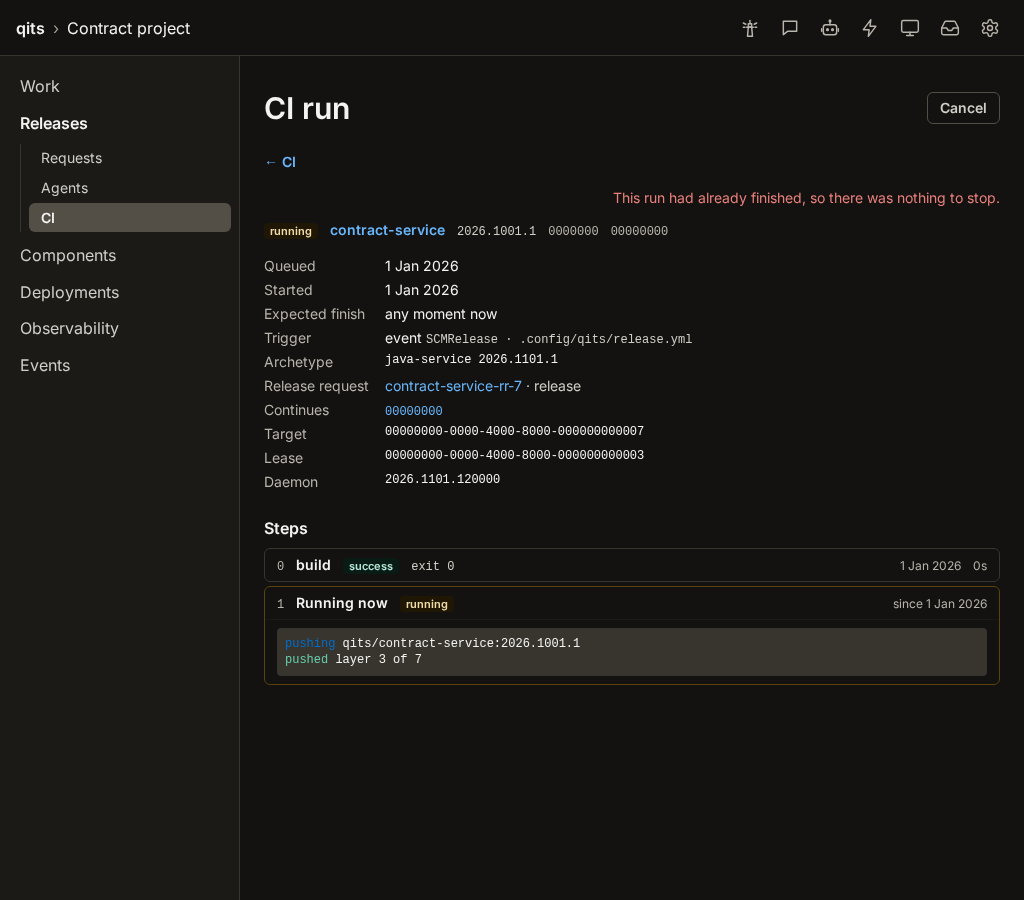 qits › Contract project
Work
Releases
Requests
Agents
CI
Components
Deployments
Observability
Events
CI run
Cancel
← CI
This run had already finished, so there was nothing to stop.
running contract-service 2026.1001.1 0000000 00000000
Queued 1 Jan 2026
Started 1 Jan 2026
Expected finish any moment now
Trigger event SCMRelease · .config/qits/release.yml
Archetype java-service 2026.1101.1
Release request contract-service-rr-7 · release
Continues 00000000
Target 00000000-0000-4000-8000-000000000007
Lease 00000000-0000-4000-8000-000000000003
Daemon 2026.1101.120000
Steps
0 build success exit 0 1 Jan 2026 0s
1 Running now running since 1 Jan 2026
pushing qits/contract-service:2026.1001.1
pushed layer 3 of 7